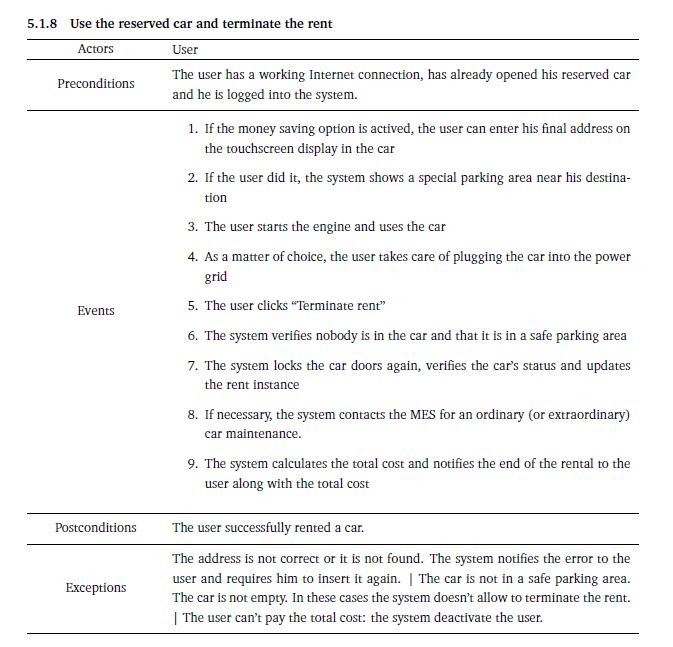 5.1.8 Use the reserved car and terminate the rent
Actors User
Preconditions
The user has a working Internet connection, has already opened his reserved car
and he is logged into the system.
Events
1. If the money saving option is actived, the user can enter his final address on
the touchscreen display in the car
2. If the user did it, the system shows a special parking area near his destina-
tion
3. The user starts the engine and uses the car
4. As a matter of choice, the user takes care of plugging the car into the power
grid
5. The user clicks “Terminate rent”
6. The system verifies nobody is in the car and that it is in a safe parking area
7. The system locks the car doors again, verifies the car’s status and updates
the rent instance
8. If necessary, the system contacts the MES for an ordinary (or extraordinary)
car maintenance.
9. The system calculates the total cost and notifies the end of the rental to the
user along with the total cost
Postconditions The user successfully rented a car.
Exceptions
The address is not correct or it is not found. The system notifies the error to the
user and requires him to insert it again. | The car is not in a safe parking area.
The car is not empty. In these cases the system doesn’t allow to terminate the rent.
| The user can’t pay the total cost: the system deactivate the user.